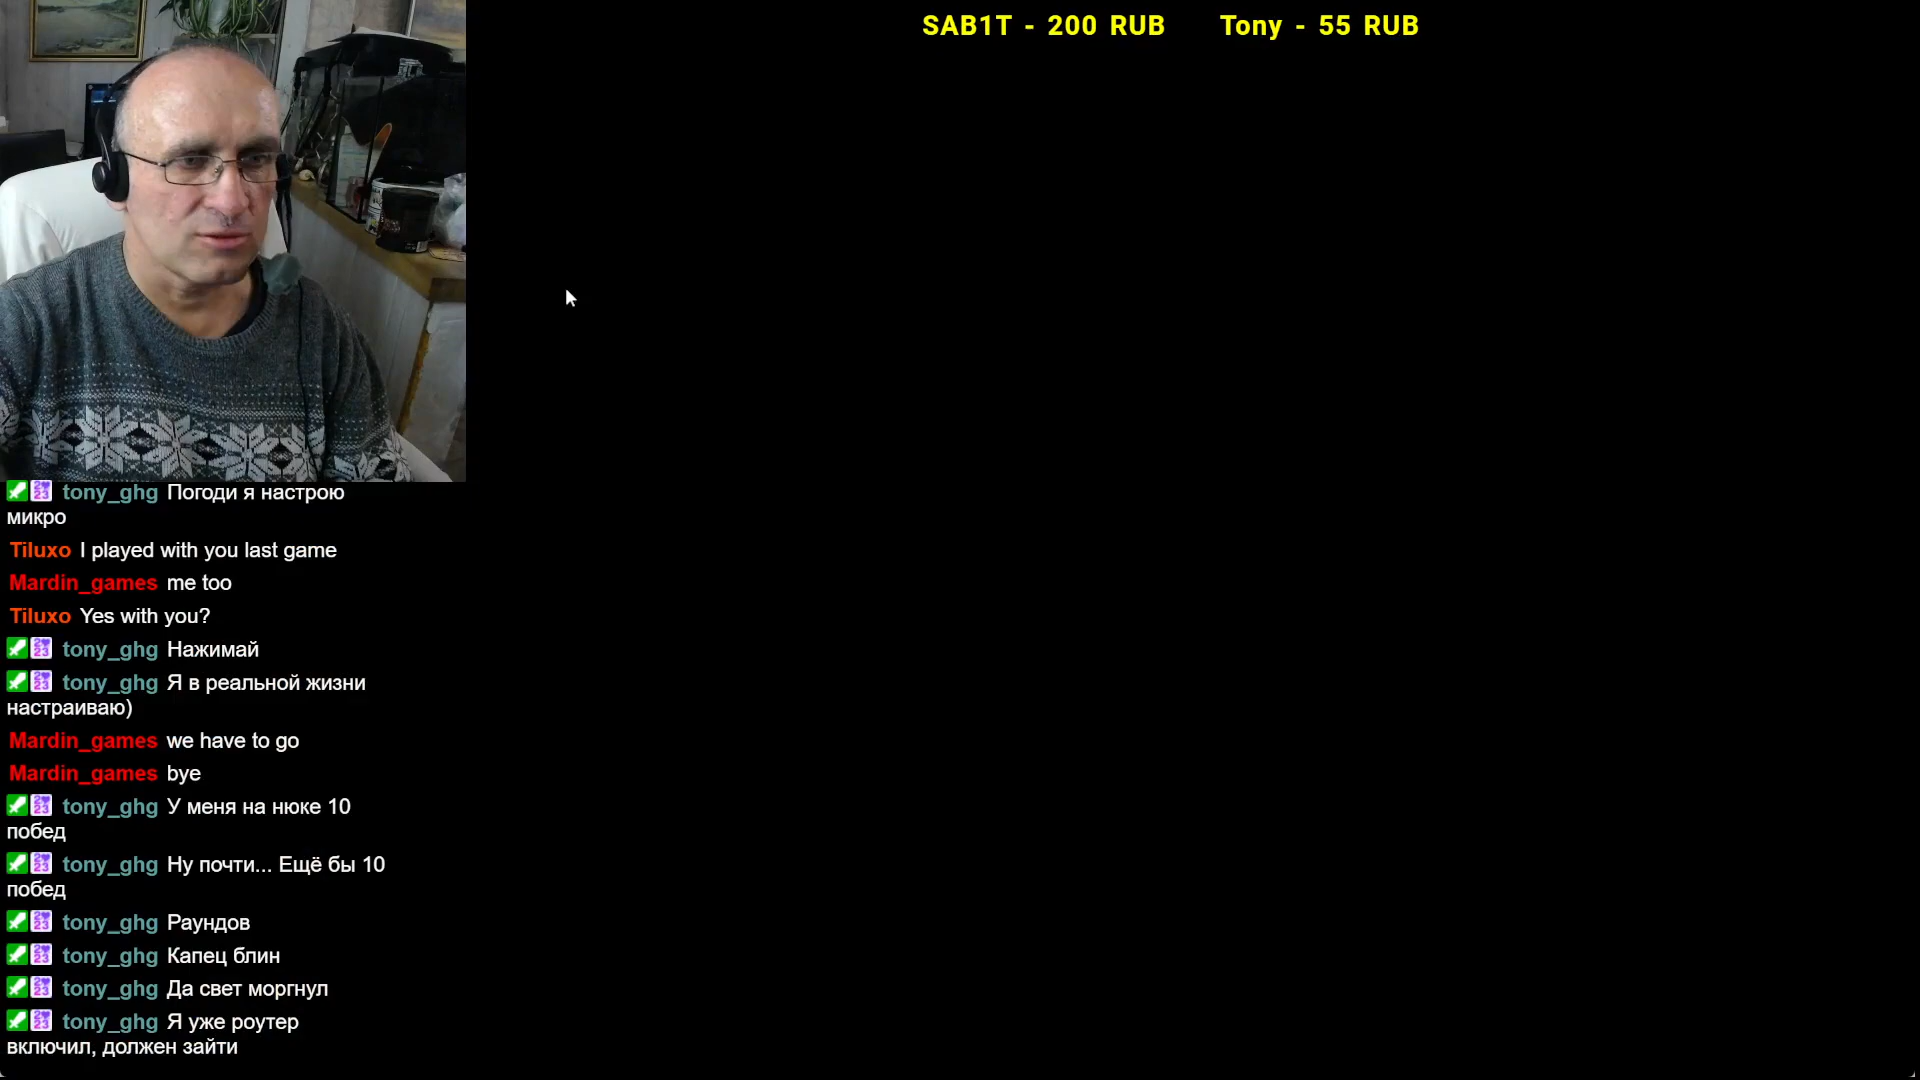 SAB1T - 200 RUB Tony - 55 RUB
tony_ghg Погоди я настрою
микро
Tiluxo I played with you last game
Mardin_games me too
Tiluxo Yes with you?
tony_ghg Нажимай
tony_ghg Я в реальной жизни
настраиваю)
Mardin_games we have to go
Mardin_games bye
tony_ghg У меня на нюке 10
побед
tony_ghg Ну почти... Ещё бы 10
побед
tony_ghg Раундов
tony_ghg Капец блин
tony_ghg Да свет моргнул
tony_ghg Я уже роутер
включил, должен зайти